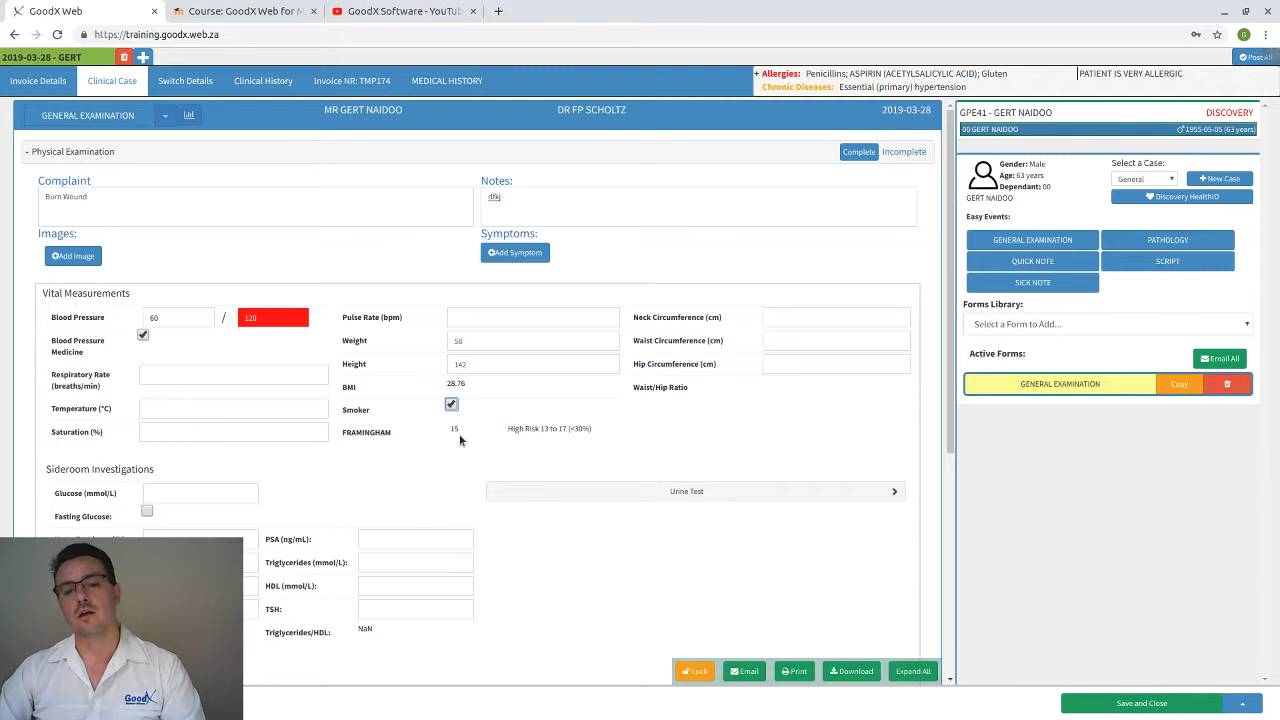 GoodX Web
Course: GoodX Web for M
GoodX Software - YouTub
https://training.goodx.web.za
2019-03-28 - GERT
Post All
Invoice Details
Clinical Case
Switch Details
Clinical History
Invoice NR: TMP174
MEDICAL HISTORY
+ Allergies: Penicillins; ASPIRIN (ACETYLSALICYLIC ACID); Gluten
PATIENT IS VERY ALLERGIC
Chronic Diseases: Essential (primary) hypertension
GENERAL EXAMINATION
MR GERT NAIDOO
DR FP SCHOLTZ
2019-03-28
- Physical Examination
Complete
Incomplete
Complaint
Burn Wound
Notes:
dfkj
Images:
Add Image
Symptoms:
Add Symptom
Vital Measurements
Blood Pressure
60
/
120
Blood Pressure
Medicine
Respiratory Rate
(breaths/min)
Temperature (°C)
Saturation (%)
Pulse Rate (bpm)
Weight
58
Height
142
BMI
28.76
Smoker
FRAMINGHAM
15
High Risk 13 to 17 (<30%)
Neck Circumference (cm)
Waist Circumference (cm)
Hip Circumference (cm)
Waist/Hip Ratio
Sideroom Investigations
Glucose (mmol/L)
Fasting Glucose:
Urine Test
PSA (ng/mL):
Triglycerides (mmol/L):
HDL (mmol/L):
TSH:
Triglycerides/HDL:
NaN
Lock
Email
Print
Download
Expand All
GPE41 - GERT NAIDOO
DISCOVERY
00 GERT NAIDOO
1955-05-05 (63 years)
Gender: Male
Age: 63 years
Dependant: 00
GERT NAIDOO
Select a Case:
General
+ New Case
Discovery HealthID
Easy Events:
GENERAL EXAMINATION
PATHOLOGY
QUICK NOTE
SCRIPT
SICK NOTE
Forms Library:
Select a Form to Add...
Active Forms:
Email All
GENERAL EXAMINATION
Copy
Save and Close
GoodX